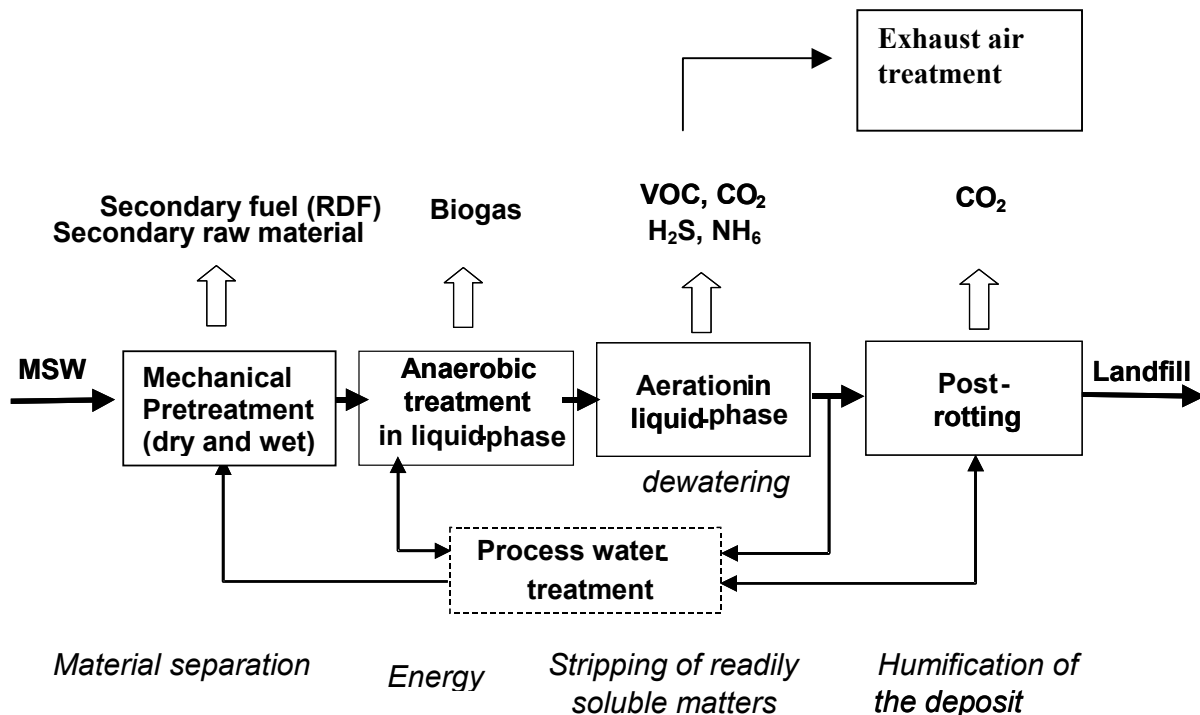 Exhaust air
treatment
Secondary fuel (RDF)
Secondary raw material
Biogas
VOC, CO₂
H₂S, NH₆
CO₂
MSW
Mechanical
Pretreatment
(dry and wet)
Anaerobic
treatment
in liquid-phase
Aerationin
liquid-phase
Post-
rotting
Landfill
dewatering
Process water-
treatment
Material separation
Energy
Stripping of readily
soluble matters
Humification of
the deposit